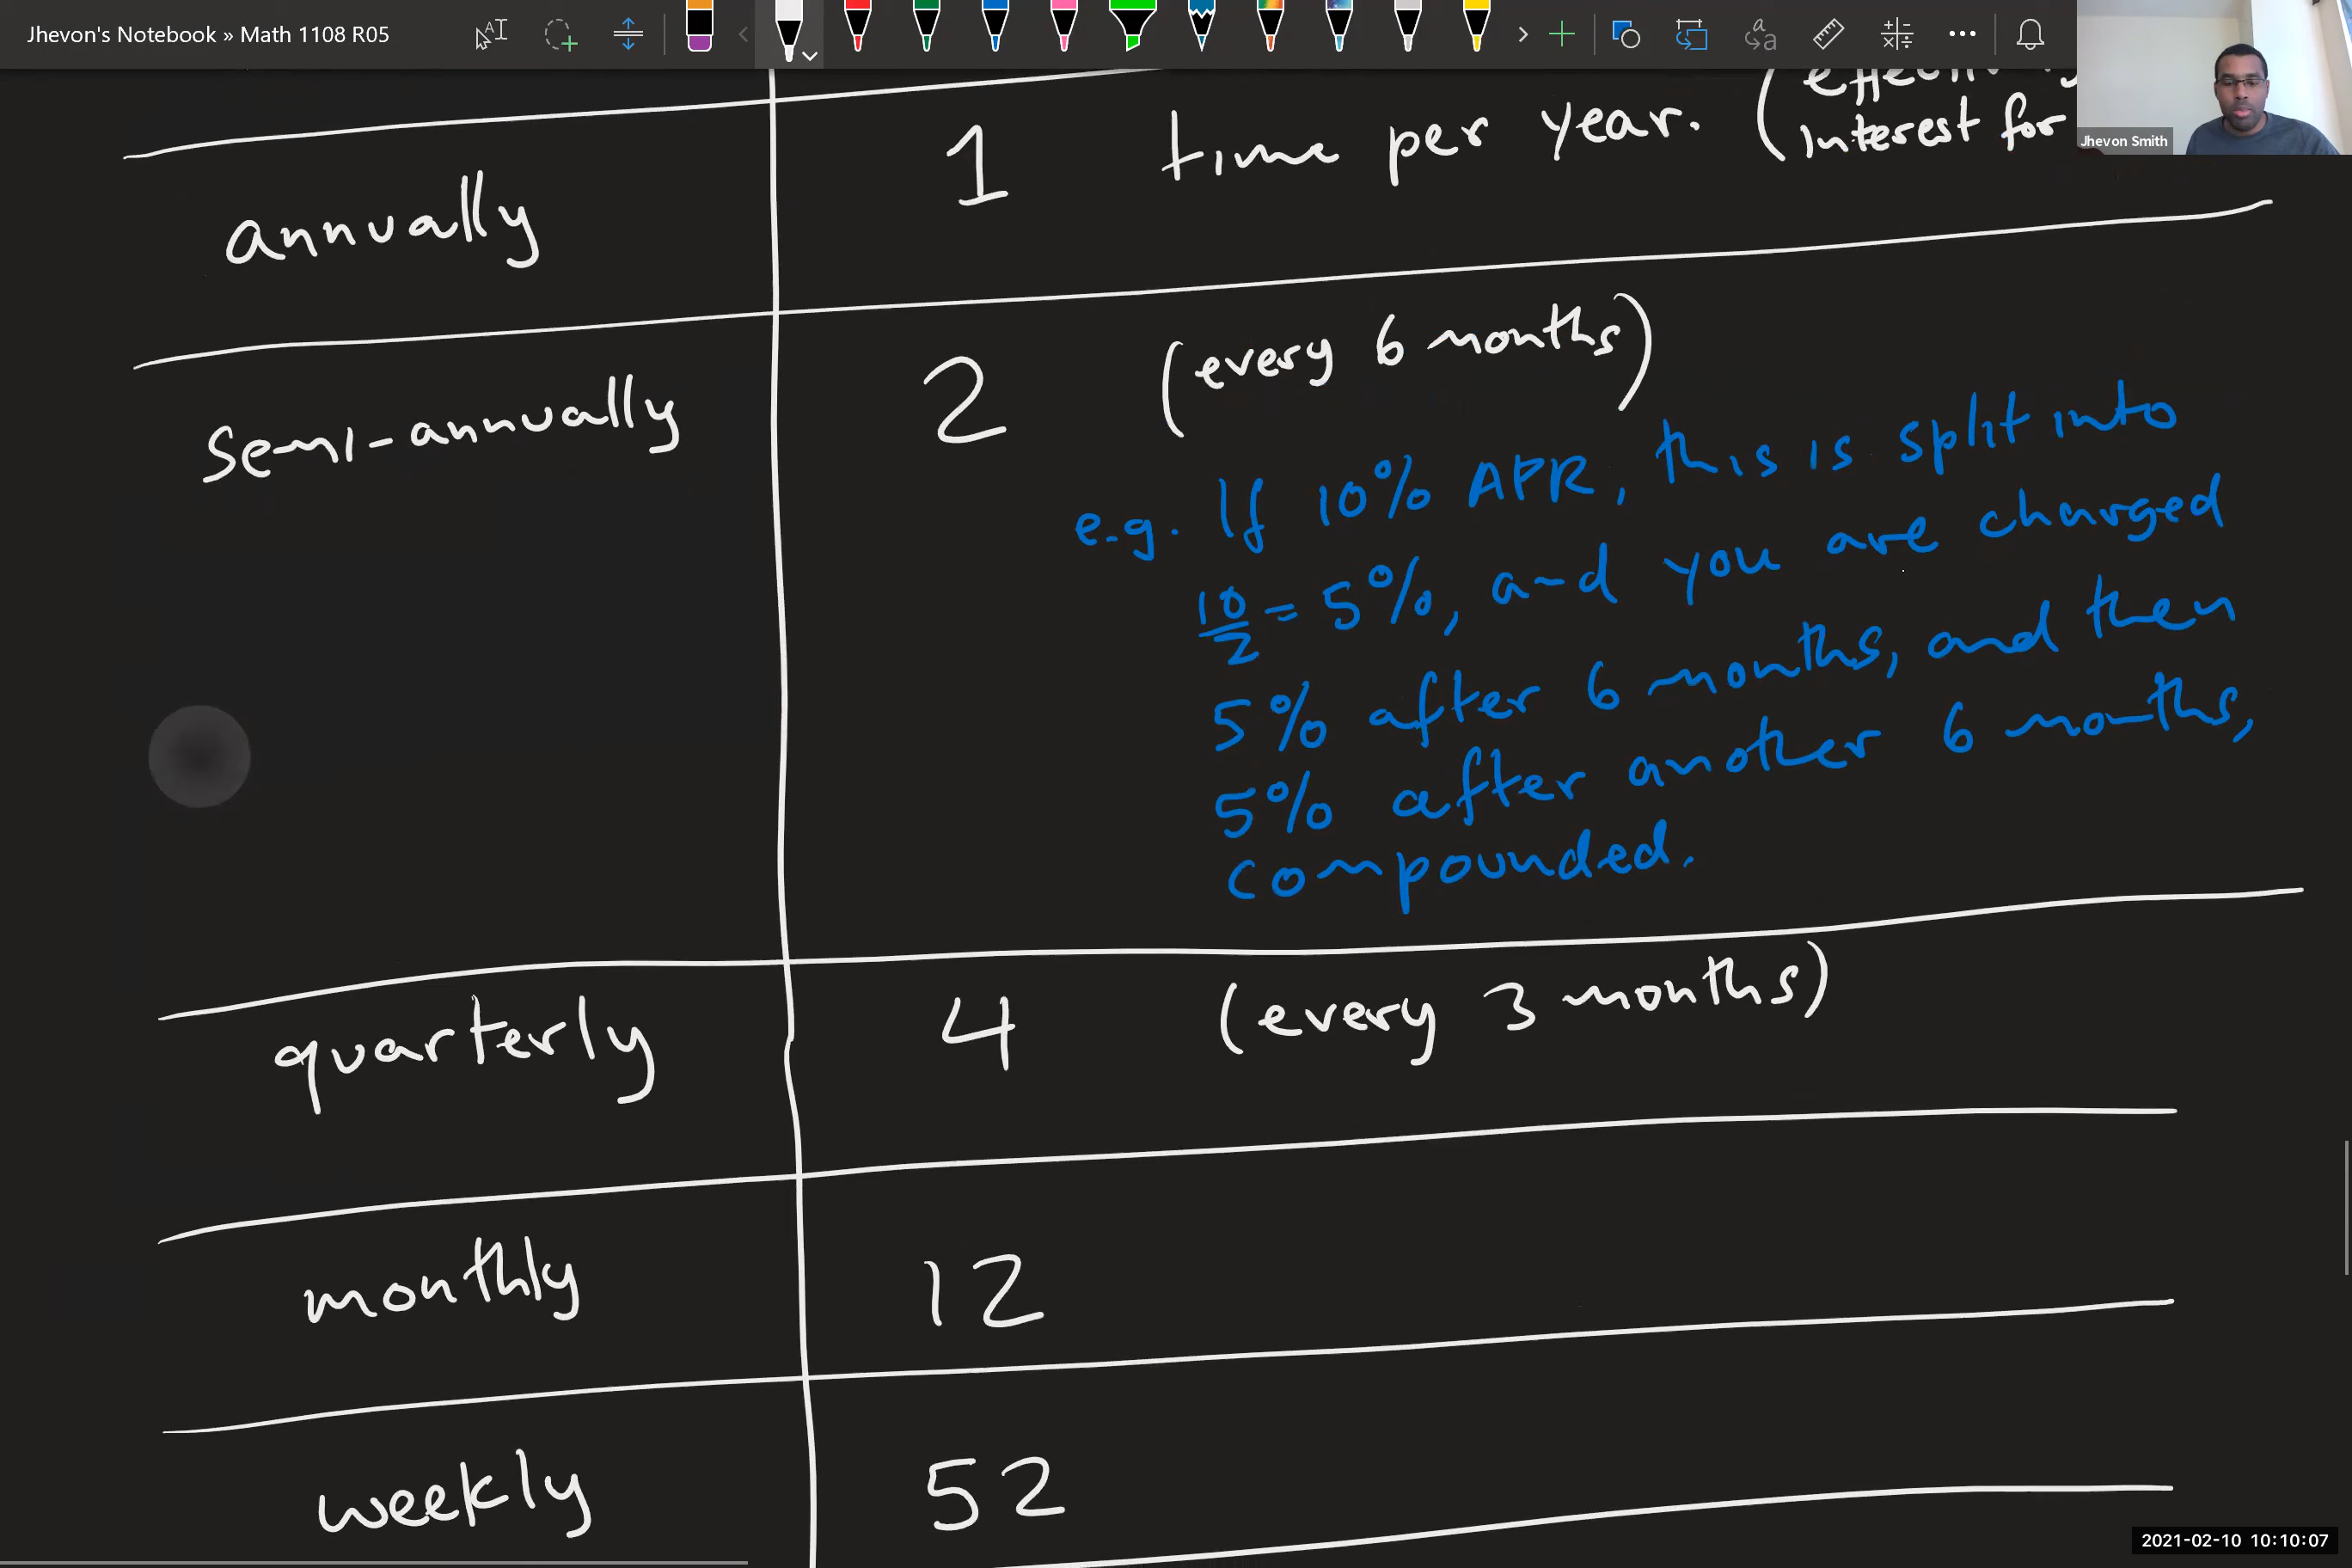 Jhevon's Notebook » Math 1108 R05
Jhevon Smith
1 time per year. (
interest for
annually
semi-annually
2 (every 6 months)
e.g. If 10% APR, this is split into
10/2 = 5%, and you are charged
5% after 6 months, and then
5% after another 6 months,
compounded.
quarterly 4 (every 3 months)
monthly 12
weekly 52
2021-02-10 10:10:07